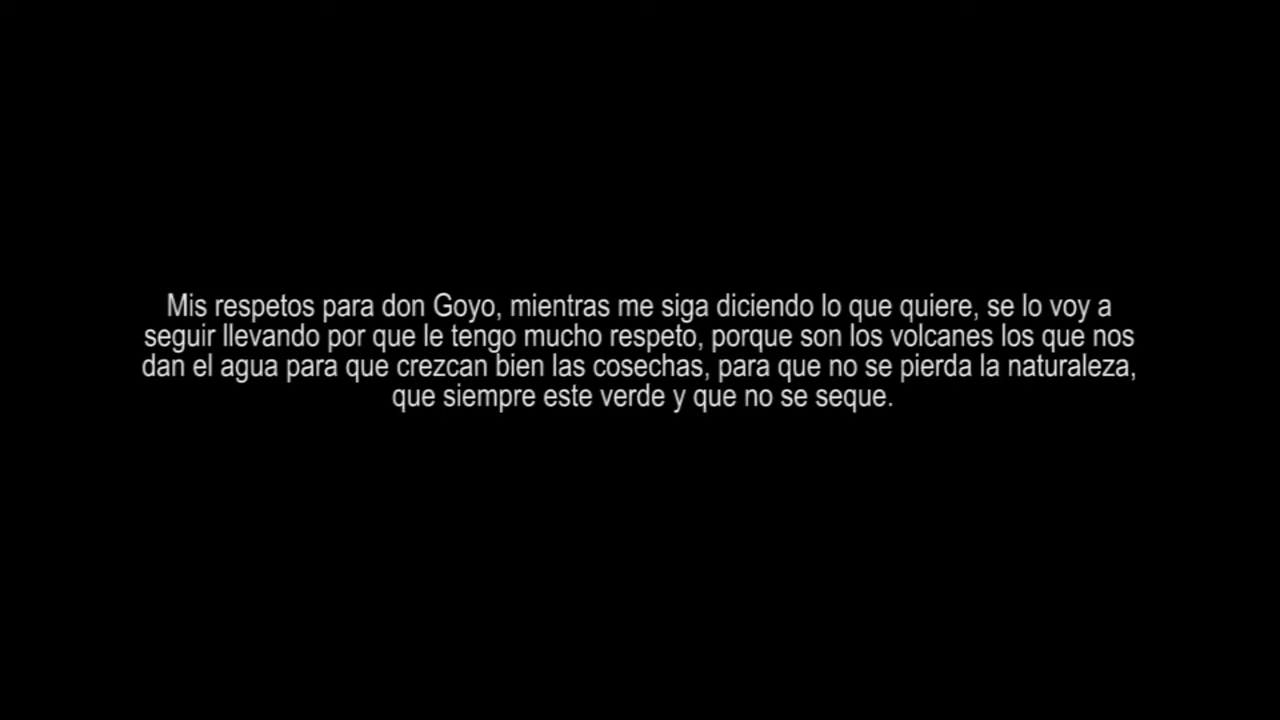 Mis respetos para don Goyo, mientras me siga diciendo lo que quiere, se lo voy a
seguir llevando por que le tengo mucho respeto, porque son los volcanes los que nos
dan el agua para que crezcan bien las cosechas, para que no se pierda la naturaleza,
que siempre este verde y que no se seque.